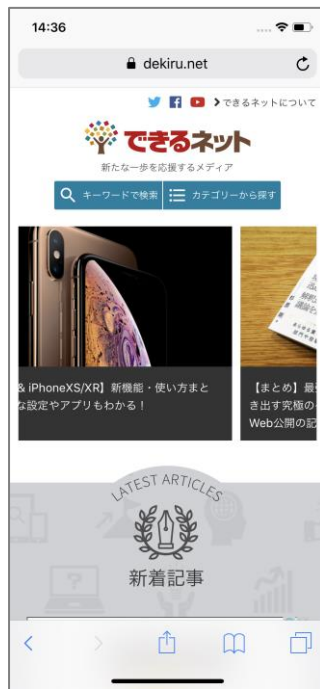 14:36
dekiru.net
できるネットについて
できるネット
新たな一歩を応援するメディア
キーワードで検索
カテゴリーから探す
& iPhoneXS/XR】新機能・使い方まと
な設定やアプリもわかる！
【まとめ】最
き出す究極の
Web公開の記
LATEST ARTICLES
新着記事